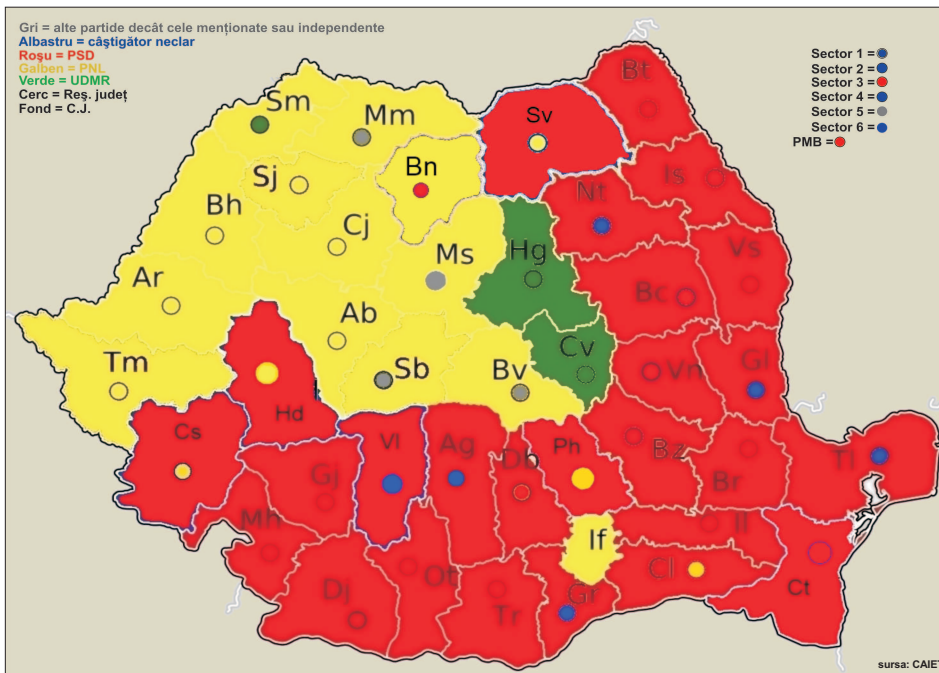 Gri = alte partide decât cele menționate sau independente
Albastru = câştigător neclar
Roşu = PSD
Galben = PNL
Verde = UDMR
Cerc = Reş. județ
Fond = C.J.
Sector 1 =
Sector 2 =
Sector 3 =
Sector 4 =
Sector 5 =
Sector 6 =
PMB =
Bt
Sm
Mm
Sv
Bn
Sj
Is
Nt
Bh
Cj
Ms
Hg
Vs
Bc
Ar
Ab
Cv
Tm
Sb
Bv
Vn
Gl
Hd
Cs
Vl
Ag
Db
Ph
Bz
Tl
Gj
Br
Mh
If
Il
Cl
Ct
Dj
Ot
Tr
Gr
sursa: CAIET